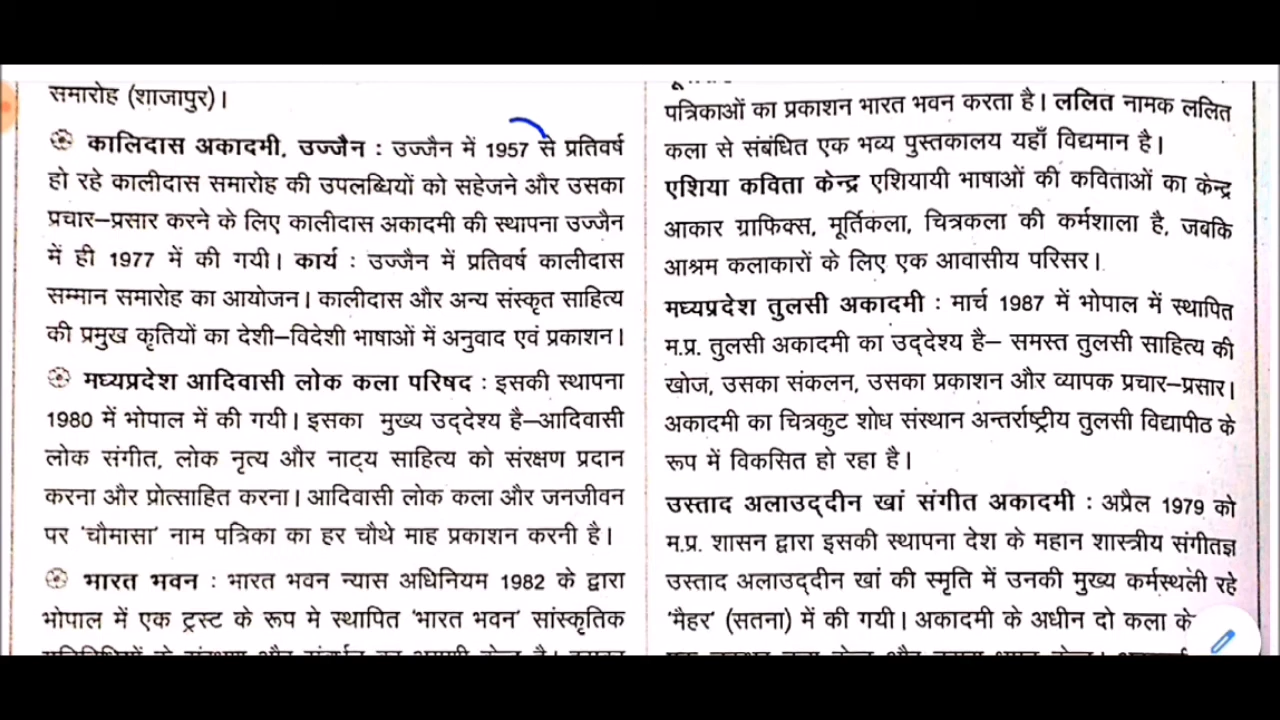 समारोह (शाजापुर)।
कालिदास अकादमी, उज्जैन : उज्जैन में 1957 से प्रतिवर्ष
हो रहे कालीदास समारोह की उपलब्धियों को सहेजने और उसका
प्रचार–प्रसार करने के लिए कालीदास अकादमी की स्थापना उज्जैन
में ही 1977 में की गयी। कार्य : उज्जैन में प्रतिवर्ष कालीदास
सम्मान समारोह का आयोजन। कालीदास और अन्य संस्कृत साहित्य
की प्रमुख कृतियों का देशी–विदेशी भाषाओं में अनुवाद एवं प्रकाशन।
मध्यप्रदेश आदिवासी लोक कला परिषद : इसकी स्थापना
1980 में भोपाल में की गयी। इसका मुख्य उद्देश्य है–आदिवासी
लोक संगीत, लोक नृत्य और नाट्य साहित्य को संरक्षण प्रदान
करना और प्रोत्साहित करना। आदिवासी लोक कला और जनजीवन
पर 'चौमासा' नाम पत्रिका का हर चौथे माह प्रकाशन करनी है।
भारत भवन : भारत भवन न्यास अधिनियम 1982 के द्वारा
भोपाल में एक ट्रस्ट के रूप मे स्थापित 'भारत भवन' सांस्कृतिक
पत्रिकाओं का प्रकाशन भारत भवन करता है। ललित नामक ललित
कला से संबंधित एक भव्य पुस्तकालय यहाँ विद्यमान है।
एशिया कविता केन्द्र एशियायी भाषाओं की कविताओं का केन्द्र
आकार ग्राफिक्स, मूर्तिकला, चित्रकला की कर्मशाला है, जबकि
आश्रम कलाकारों के लिए एक आवासीय परिसर।
मध्यप्रदेश तुलसी अकादमी : मार्च 1987 में भोपाल में स्थापित
म.प्र. तुलसी अकादमी का उद्देश्य है– समस्त तुलसी साहित्य की
खोज, उसका संकलन, उसका प्रकाशन और व्यापक प्रचार–प्रसार।
अकादमी का चित्रकुट शोध संस्थान अन्तर्राष्ट्रीय तुलसी विद्यापीठ के
रूप में विकसित हो रहा है।
उस्ताद अलाउद्दीन खां संगीत अकादमी : अप्रैल 1979 को
म.प्र. शासन द्वारा इसकी स्थापना देश के महान शास्त्रीय संगीतज्ञ
उस्ताद अलाउद्दीन खां की स्मृति में उनकी मुख्य कर्मस्थली रहे
'मैहर' (सतना) में की गयी। अकादमी के अधीन दो कला के